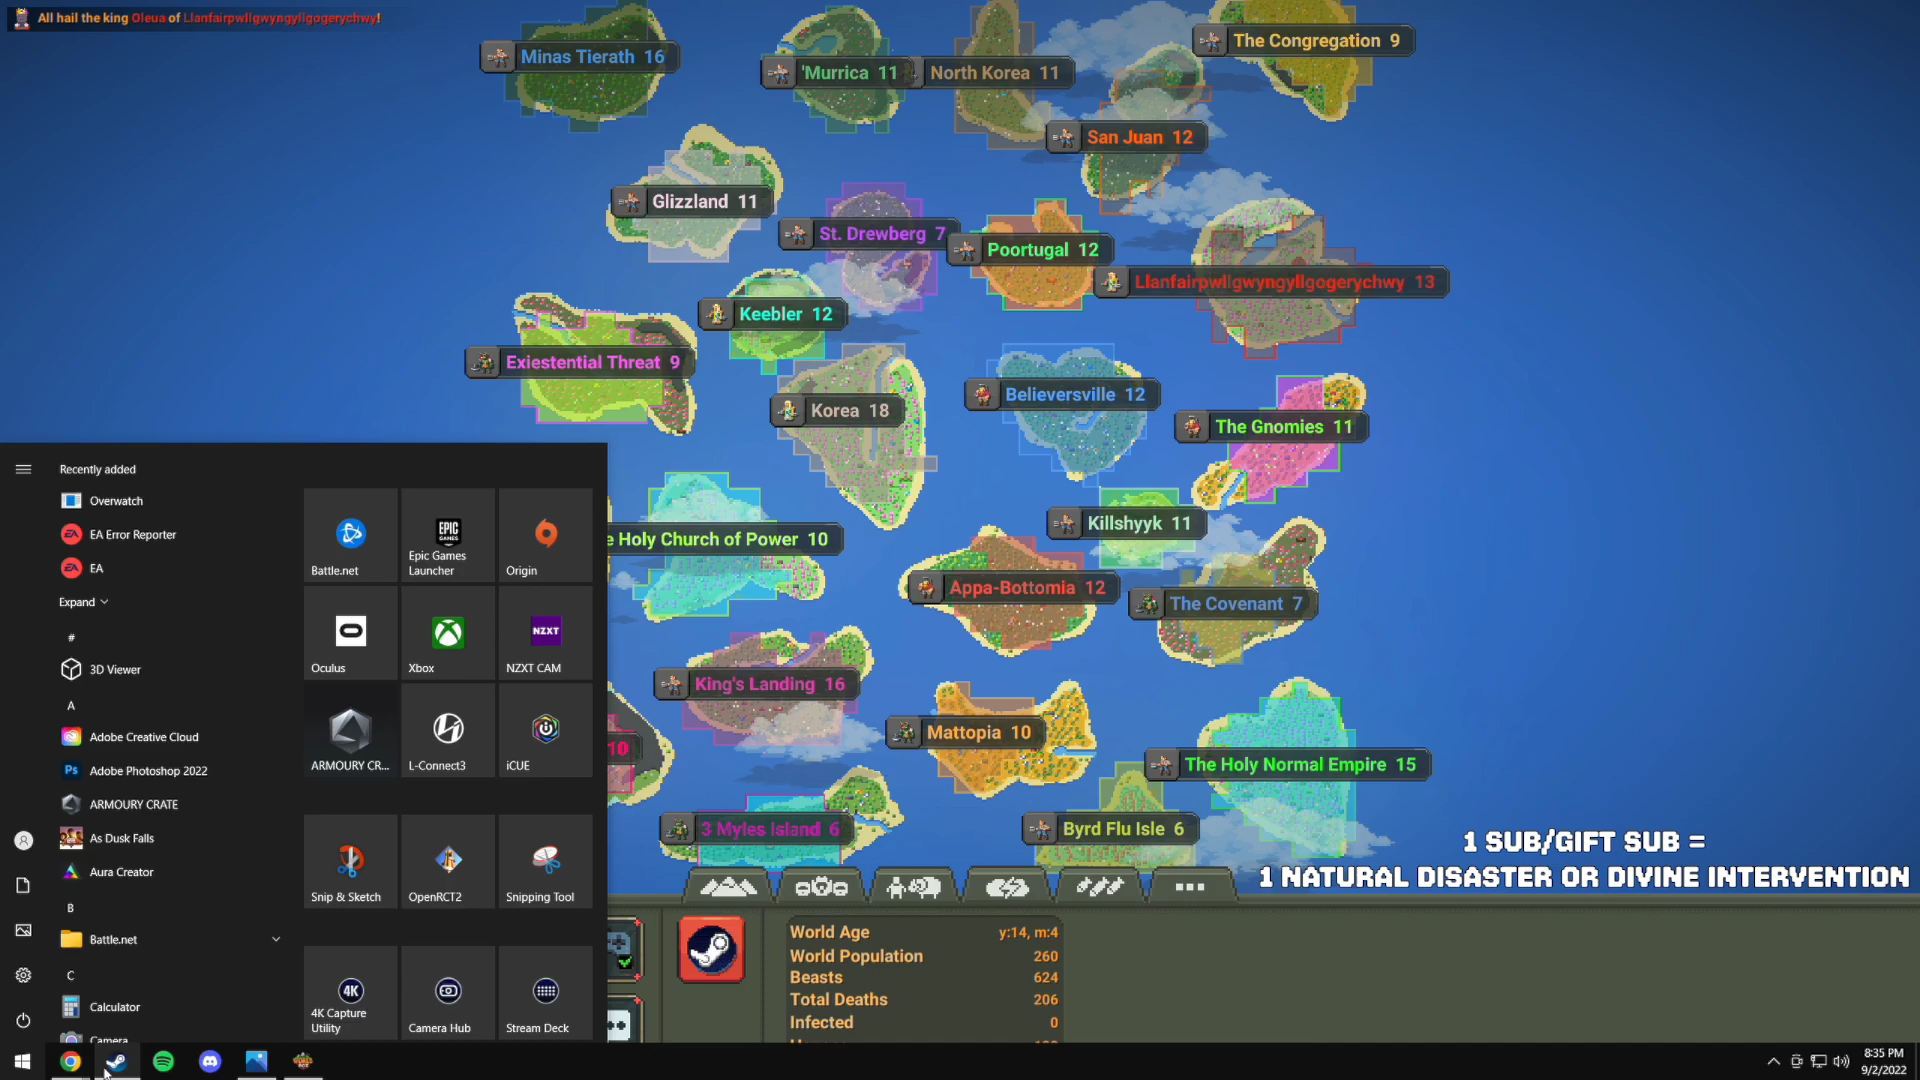 All hail the king Oleua of Llanfairpwllgwyngyllgogerychwy!
Minas Tierath 16
'Murrica 11
North Korea 11
The Congregation 9
San Juan 12
Glizzland 11
St. Drewberg 7
Poortugal 12
Llanfairpwllgwyngyllgogerychwy 13
Keebler 12
Exiestential Threat 9
Korea 18
Believersville 12
The Gnomies 11
Killshyyk 11
e Holy Church of Power 10
Appa-Bottomia 12
The Covenant 7
King's Landing 16
Mattopia 10
10
The Holy Normal Empire 15
3 Myles Island 6
Byrd Flu Isle 6
1 SUB/GIFT SUB =
1 NATURAL DISASTER OR DIVINE INTERVENTION
World Age y:14, m:4
World Population 260
Beasts 624
Total Deaths 206
Infected 0
Recently added
Overwatch
EA Error Reporter
EA
Expand
#
3D Viewer
A
Adobe Creative Cloud
Adobe Photoshop 2022
ARMOURY CRATE
As Dusk Falls
Aura Creator
B
Battle.net
C
Calculator
Camera
Battle.net
EPIC
GAMES
Epic Games
Launcher
Origin
Oculus
Xbox
NZXT
NZXT CAM
ARMOURY CR...
L-Connect3
iCUE
Snip & Sketch
OpenRCT2
Snipping Tool
4K
4K Capture
Utility
Camera Hub
Stream Deck
8:35 PM
9/2/2022